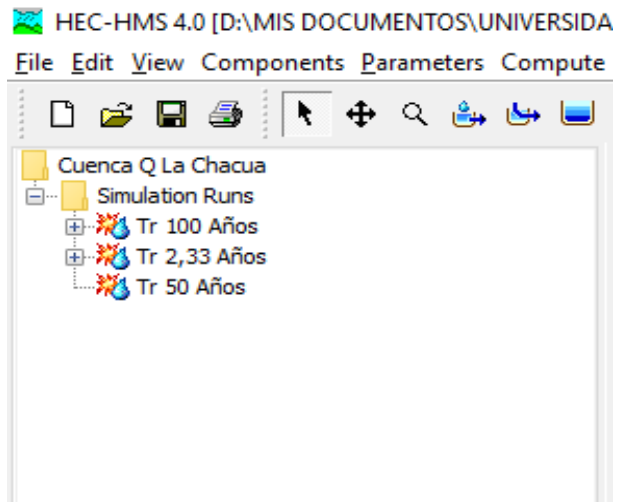 HEC-HMS 4.0 [D:\MIS DOCUMENTOS\UNIVERSIDA
File Edit View Components Parameters Compute
Cuenca Q La Chacua
Simulation Runs
Tr 100 Años
Tr 2,33 Años
Tr 50 Años